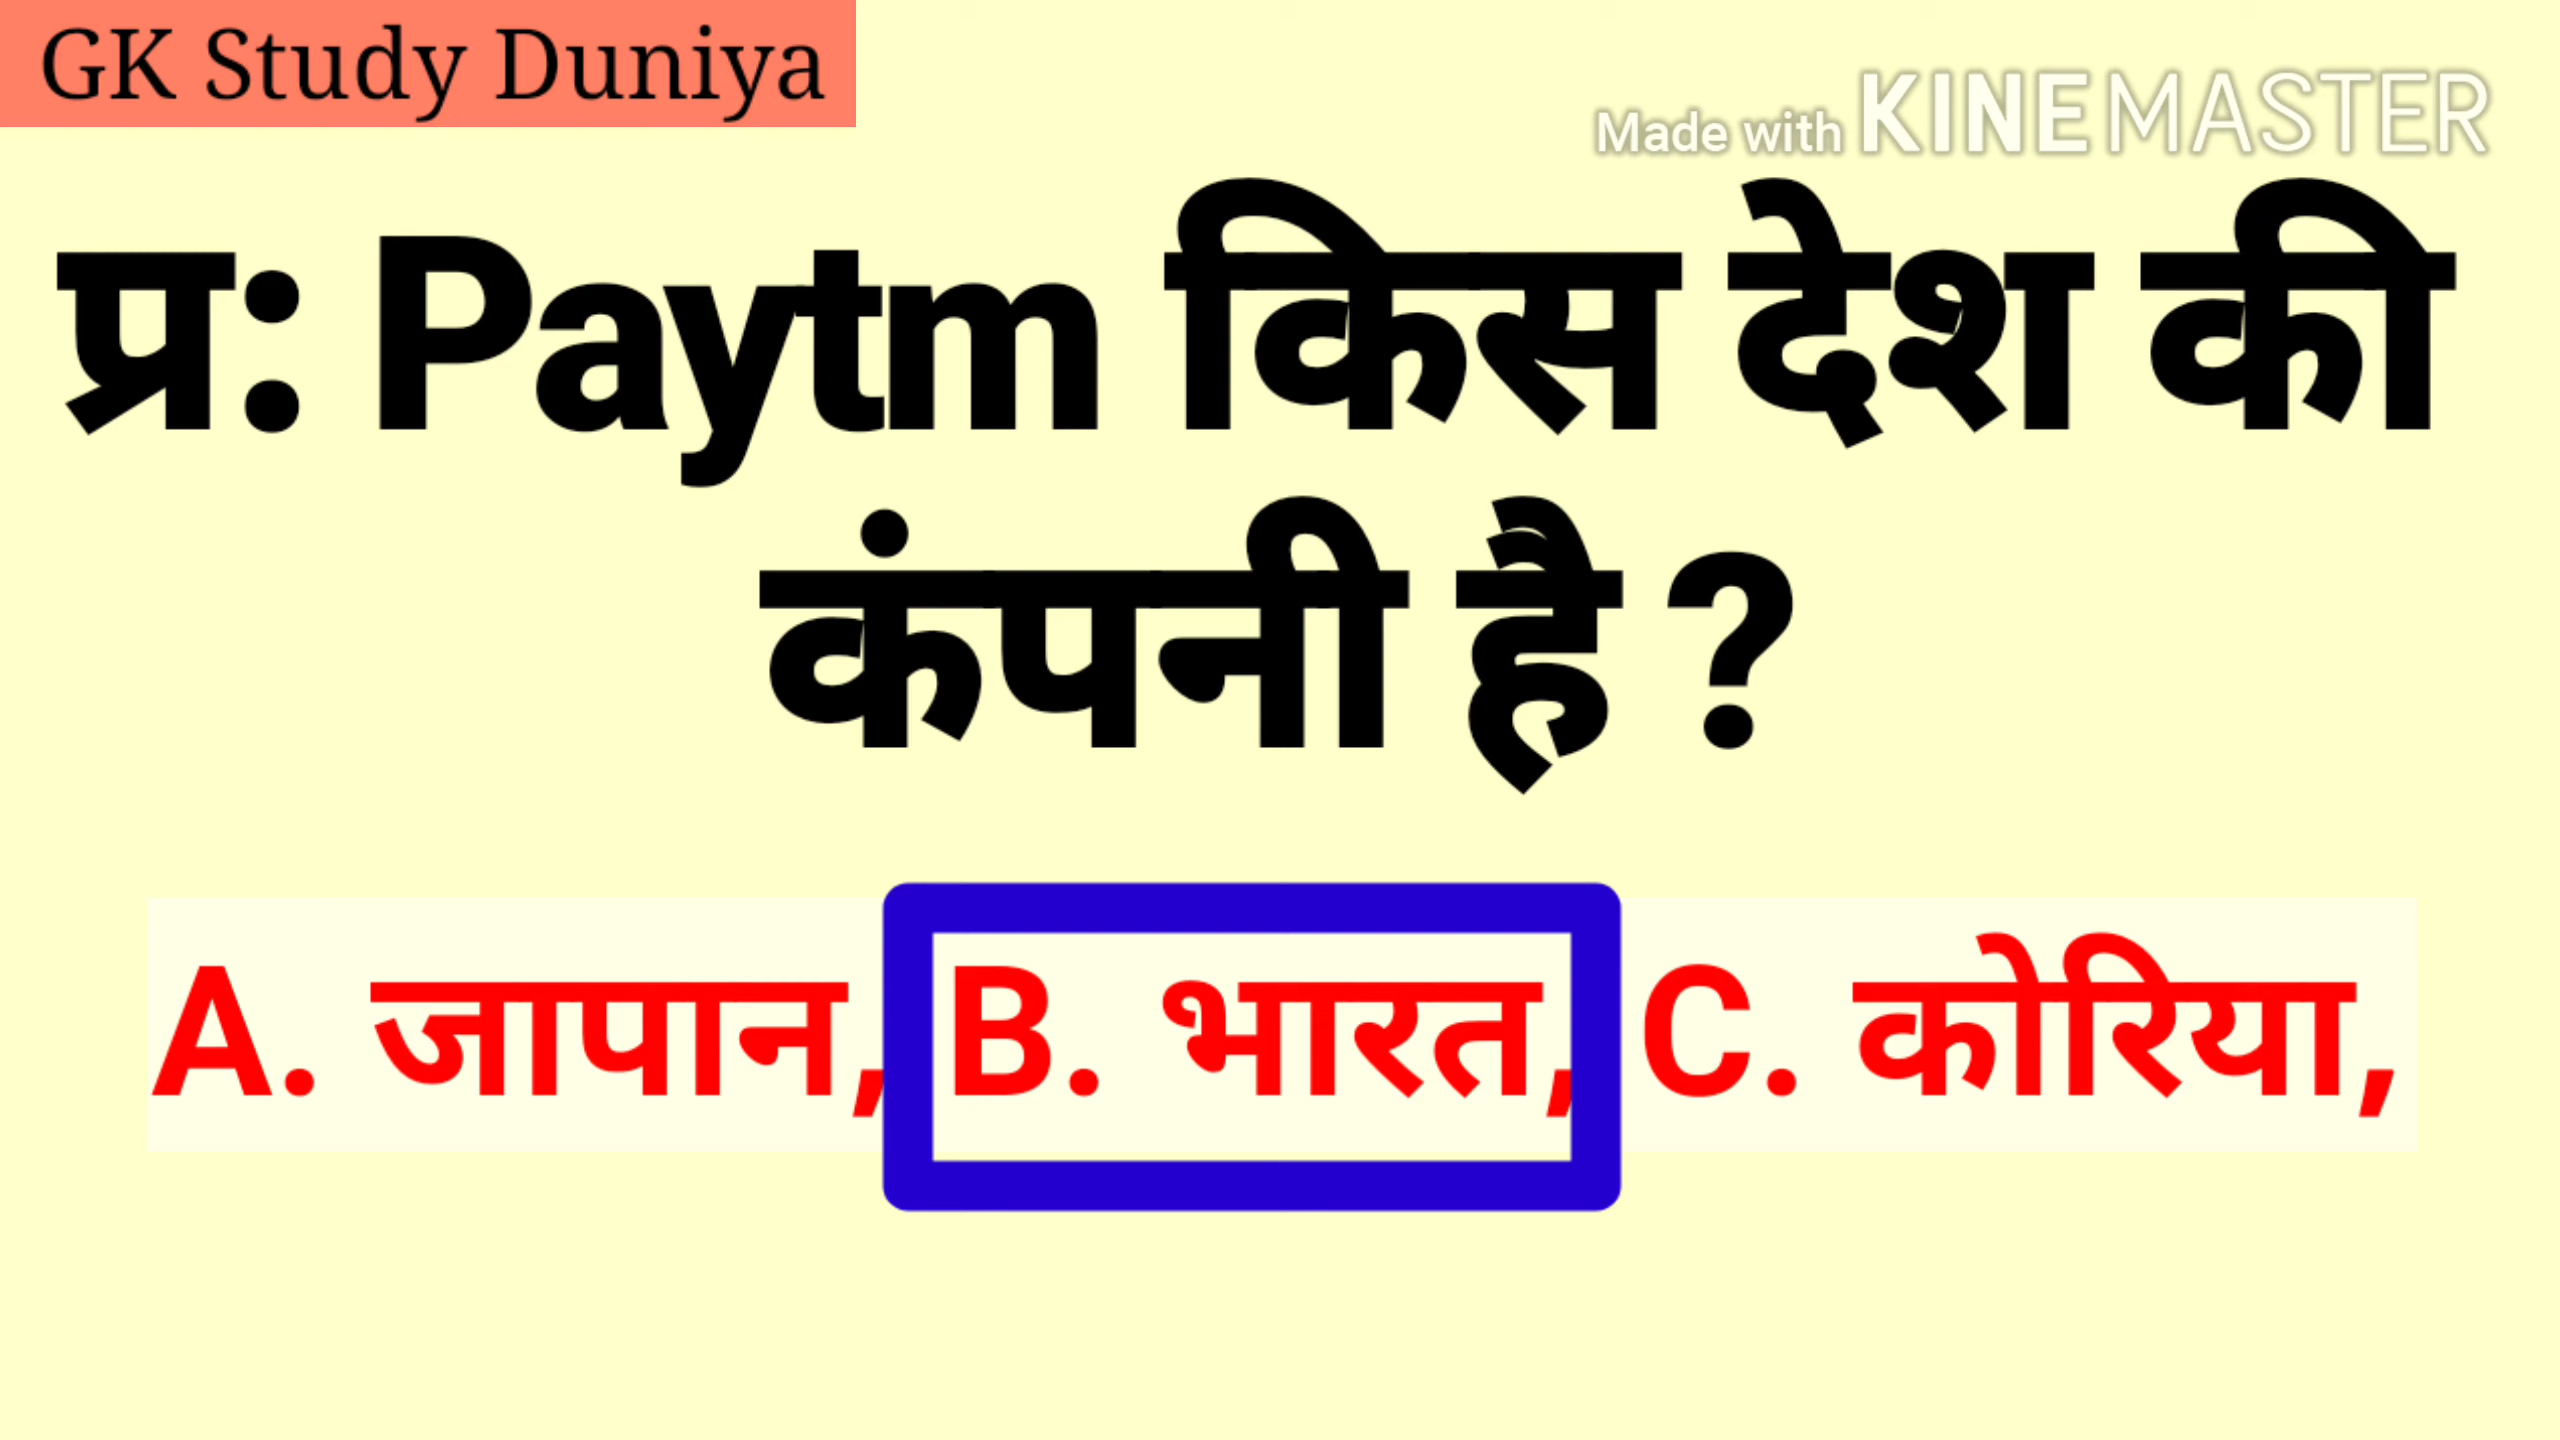 GK Study Duniya
Made with KINEMASTER
प्र: Paytm किस देश की
कंपनी है ?
A. जापान, B. भारत, C. कोरिया,